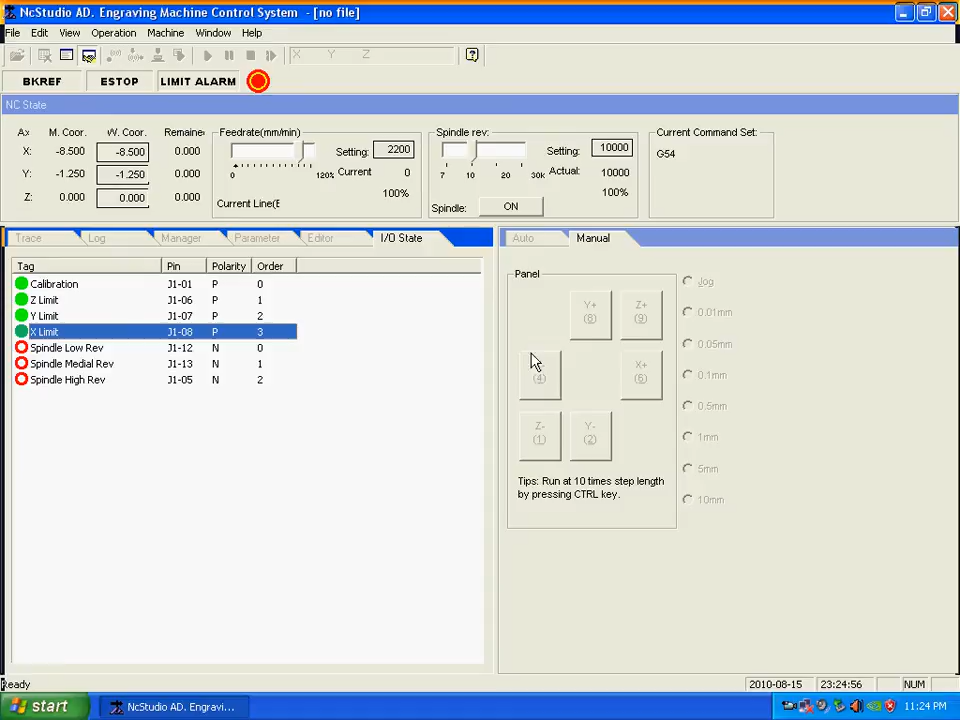 NcStudio AD. Engraving Machine Control System - [no file]
File Edit View Operation Machine Window Help
X Y Z
BKREF ESTOP LIMIT ALARM
NC State
Ax M. Coor. W. Coor. Remaine
X: -8.500 -8.500 0.000
Y: -1.250 -1.250 0.000
Z: 0.000 0.000 0.000
Feedrate(mm/min)
Setting: 2200
0 120%
Current 0
100%
Current Line(E
Spindle rev:
Setting: 10000
7 10 20 30k
Actual: 10000
100%
Spindle: ON
Current Command Set:
G54
Trace Log Manager Parameter Editor I/O State
Tag Pin Polarity Order
Calibration J1-01 P 0
Z Limit J1-06 P 1
Y Limit J1-07 P 2
X Limit J1-08 P 3
Spindle Low Rev J1-12 N 0
Spindle Medial Rev J1-13 N 1
Spindle High Rev J1-05 N 2
Auto Manual
Panel
Y+
(8)
Z+
(9)
(4)
X+
(6)
Z-
(1)
Y-
(2)
Tips: Run at 10 times step length
by pressing CTRL key.
Jog
0.01mm
0.05mm
0.1mm
0.5mm
1mm
5mm
10mm
Ready
2010-08-15 23:24:56 NUM
start NcStudio AD. Engravi... 11:24 PM